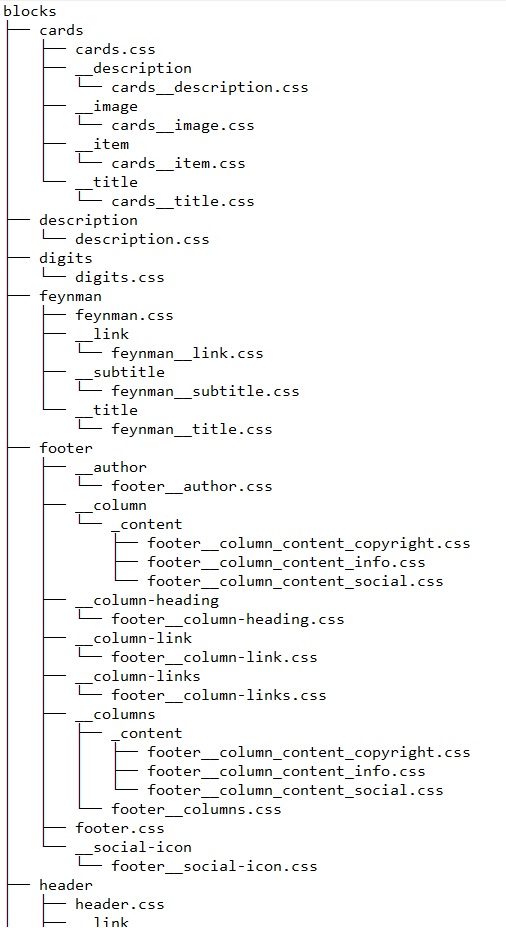 blocks
├── cards
│   ├── cards.css
│   ├── __description
│   │   └── cards__description.css
│   ├── __image
│   │   └── cards__image.css
│   ├── __item
│   │   └── cards__item.css
│   └── __title
│       └── cards__title.css
├── description
│   └── description.css
├── digits
│   └── digits.css
├── feynman
│   ├── feynman.css
│   ├── __link
│   │   └── feynman__link.css
│   ├── __subtitle
│   │   └── feynman__subtitle.css
│   └── __title
│       └── feynman__title.css
├── footer
│   ├── __author
│   │   └── footer__author.css
│   ├── __column
│   │   └── _content
│   │       ├── footer__column_content_copyright.css
│   │       ├── footer__column_content_info.css
│   │       └── footer__column_content_social.css
│   ├── __column-heading
│   │   └── footer__column-heading.css
│   ├── __column-link
│   │   └── footer__column-link.css
│   ├── __column-links
│   │   └── footer__column-links.css
│   ├── __columns
│   │   ├── _content
│   │   │   ├── footer__column_content_copyright.css
│   │   │   ├── footer__column_content_info.css
│   │   │   └── footer__column_content_social.css
│   │   └── footer__columns.css
│   ├── footer.css
│   └── __social-icon
│       └── footer__social-icon.css
├── header
│   ├── header.css
│   ├── __link